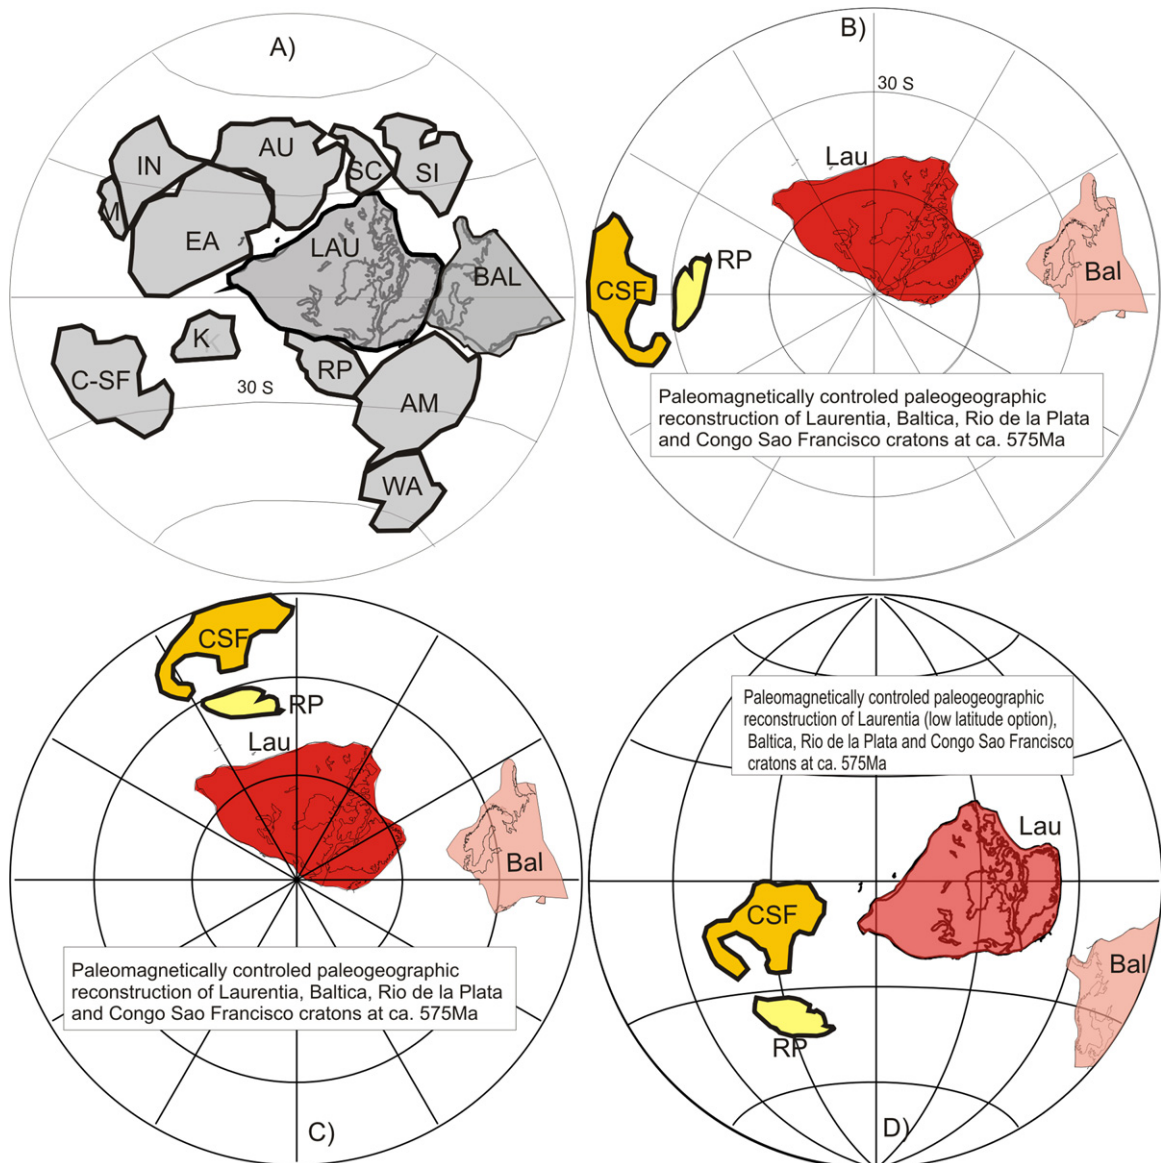 A)
IN
AU
SC
SI
M
EA
LAU
BAL
K
C-SF
RP
30 S
AM
WA
B)
30 S
Lau
RP
CSF
Bal
Paleomagnetically controled paleogeographic
reconstruction of Laurentia, Baltica, Rio de la Plata
and Congo Sao Francisco cratons at ca. 575Ma
CSF
RP
Lau
Bal
Paleomagnetically controled paleogeographic
reconstruction of Laurentia, Baltica, Rio de la Plata
and Congo Sao Francisco cratons at ca. 575Ma
C)
Paleomagnetically controled paleogeographic
reconstruction of Laurentia (low latitude option),
Baltica, Rio de la Plata and Congo Sao Francisco
cratons at ca. 575Ma
Lau
CSF
Bal
RP
D)